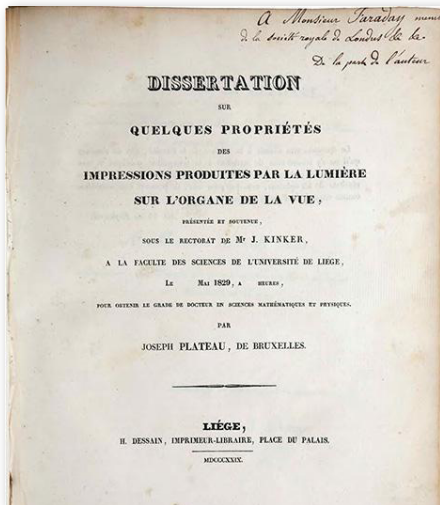 A Monsieur Faraday
de la société royale de Londres &c &c
De la part de l'auteur
DISSERTATION
SUR
QUELQUES PROPRIÉTÉS
DES
IMPRESSIONS PRODUITES PAR LA LUMIÈRE
SUR L'ORGANE DE LA VUE,
PRÉSENTÉE ET SOUTENUE,
SOUS LE RECTORAT DE Mr J. KINKER,
A LA FACULTE DES SCIENCES DE L'UNIVERSITÉ DE LIEGE,
LE MAI 1829, A HEURES,
POUR OBTENIR LE GRADE DE DOCTEUR EN SCIENCES MATHÉMATIQUES ET PHYSIQUES.
PAR
JOSEPH PLATEAU, DE BRUXELLES.
LIÉGE,
H. DESSAIN, IMPRIMEUR-LIBRAIRE, PLACE DU PALAIS.
MDCCCXXIX.